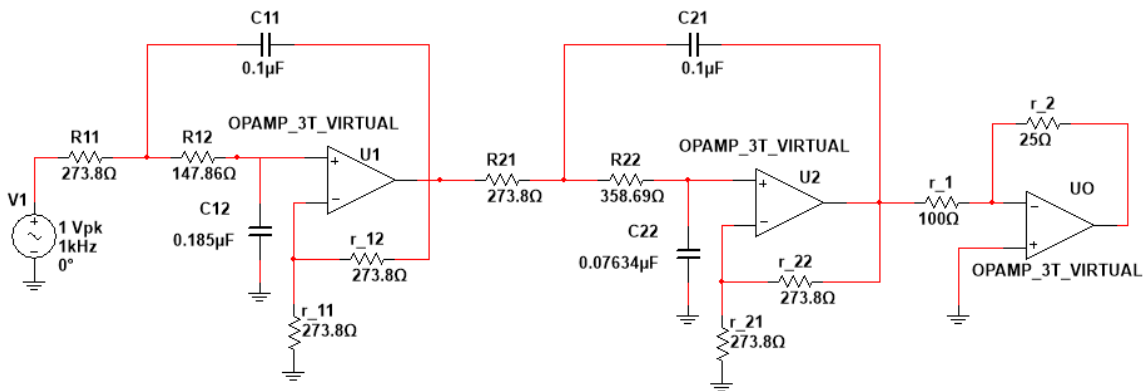 C11
0.1µF
C21
0.1µF
r_2
25Ω
OPAMP_3T_VIRTUAL
OPAMP_3T_VIRTUAL
R11
273.8Ω
R12
147.86Ω
U1
R21
273.8Ω
R22
358.69Ω
U2
r_1
100Ω
UO
V1
1 Vpk
1kHz
0°
C12
0.185µF
C22
0.07634µF
r_12
273.8Ω
r_22
273.8Ω
OPAMP_3T_VIRTUAL
r_11
273.8Ω
r_21
273.8Ω